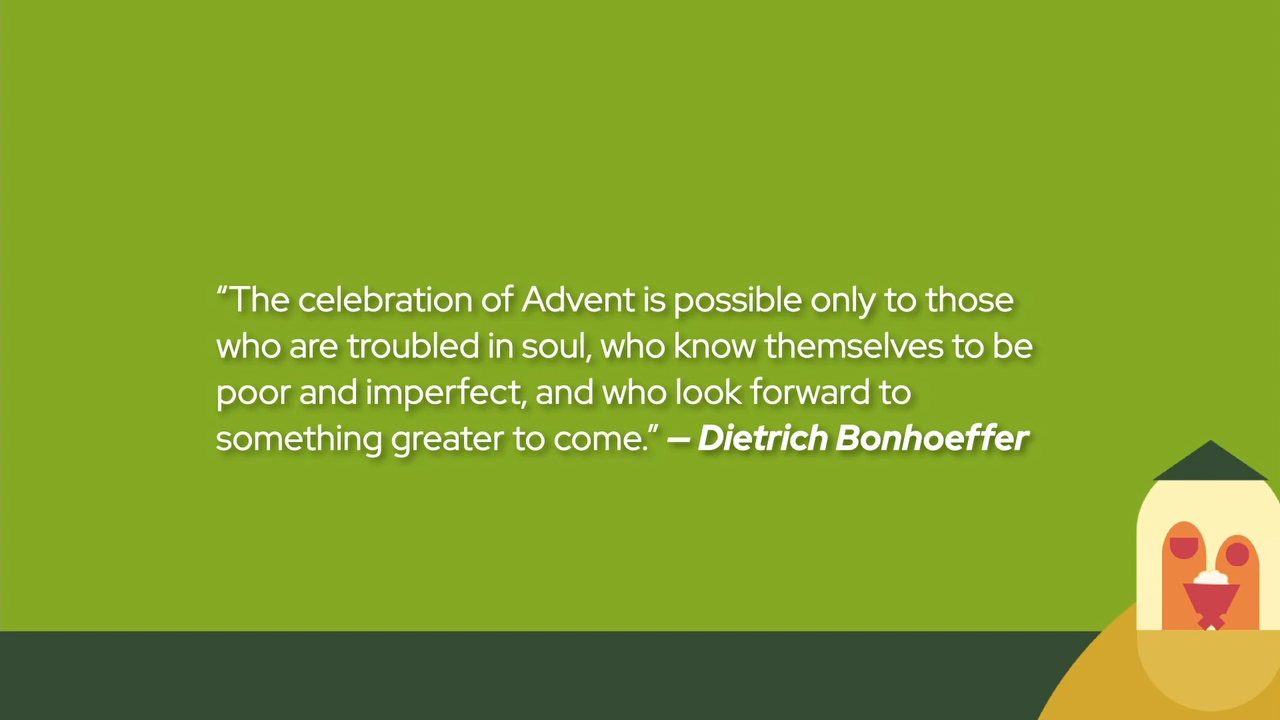 “The celebration of Advent is possible only to those
who are troubled in soul, who know themselves to be
poor and imperfect, and who look forward to
something greater to come.” – Dietrich Bonhoeffer